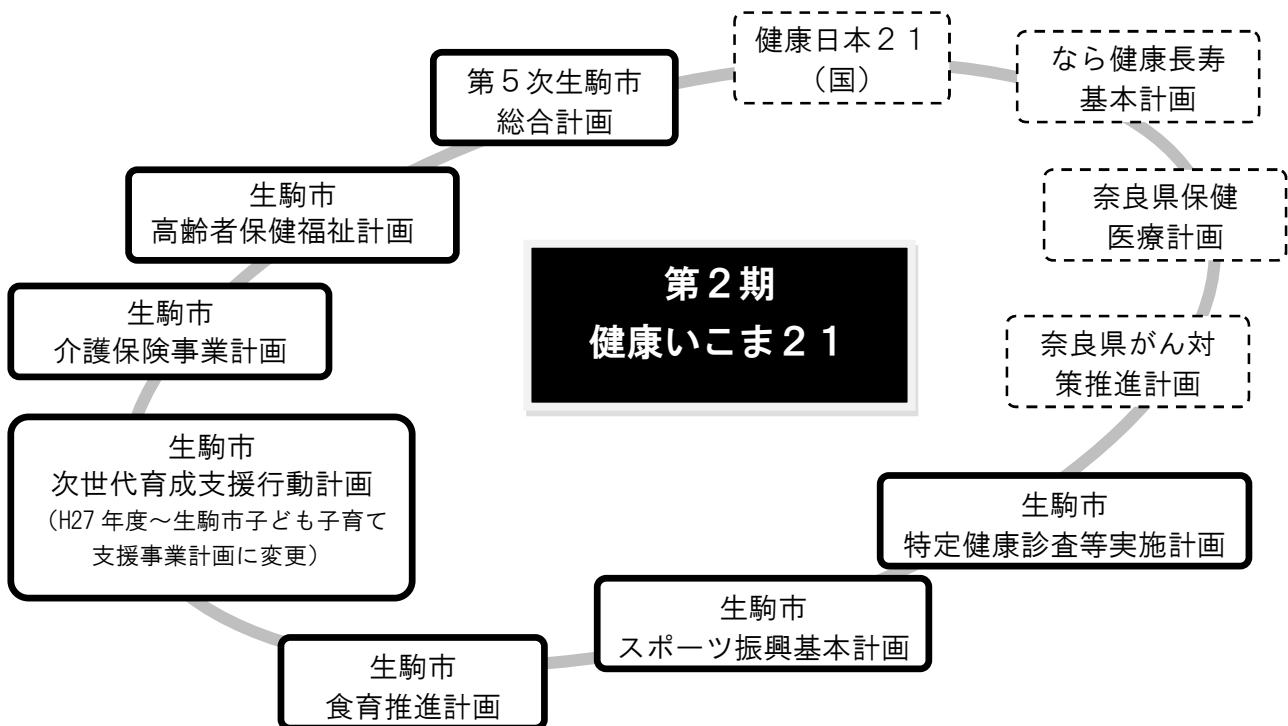 健康日本２１
（国）
なら健康長寿
基本計画
第５次生駒市
総合計画
生駒市
高齢者保健福祉計画
奈良県保健
医療計画
第２期
健康いこま２１
生駒市
介護保険事業計画
奈良県がん対
策推進計画
生駒市
次世代育成支援行動計画
（H27 年度～生駒市子ども子育て
支援事業計画に変更）
生駒市
特定健康診査等実施計画
生駒市
スポーツ振興基本計画
生駒市
食育推進計画